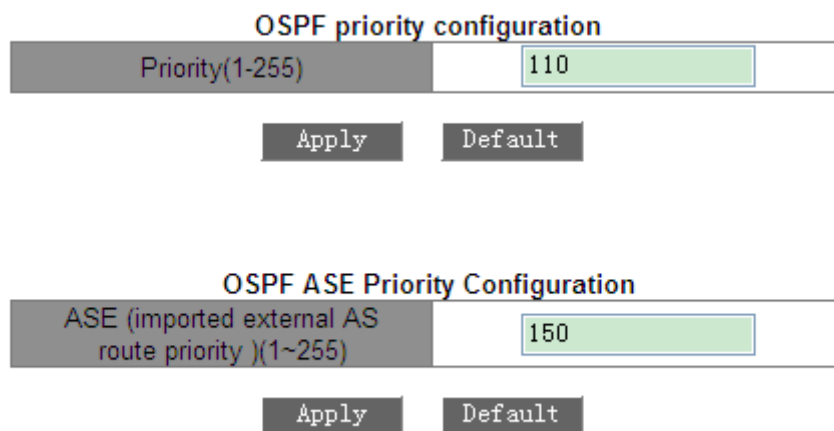 OSPF priority configuration
Priority(1-255) 110
Apply Default
OSPF ASE Priority Configuration
ASE (imported external AS
route priority )(1~255) 150
Apply Default